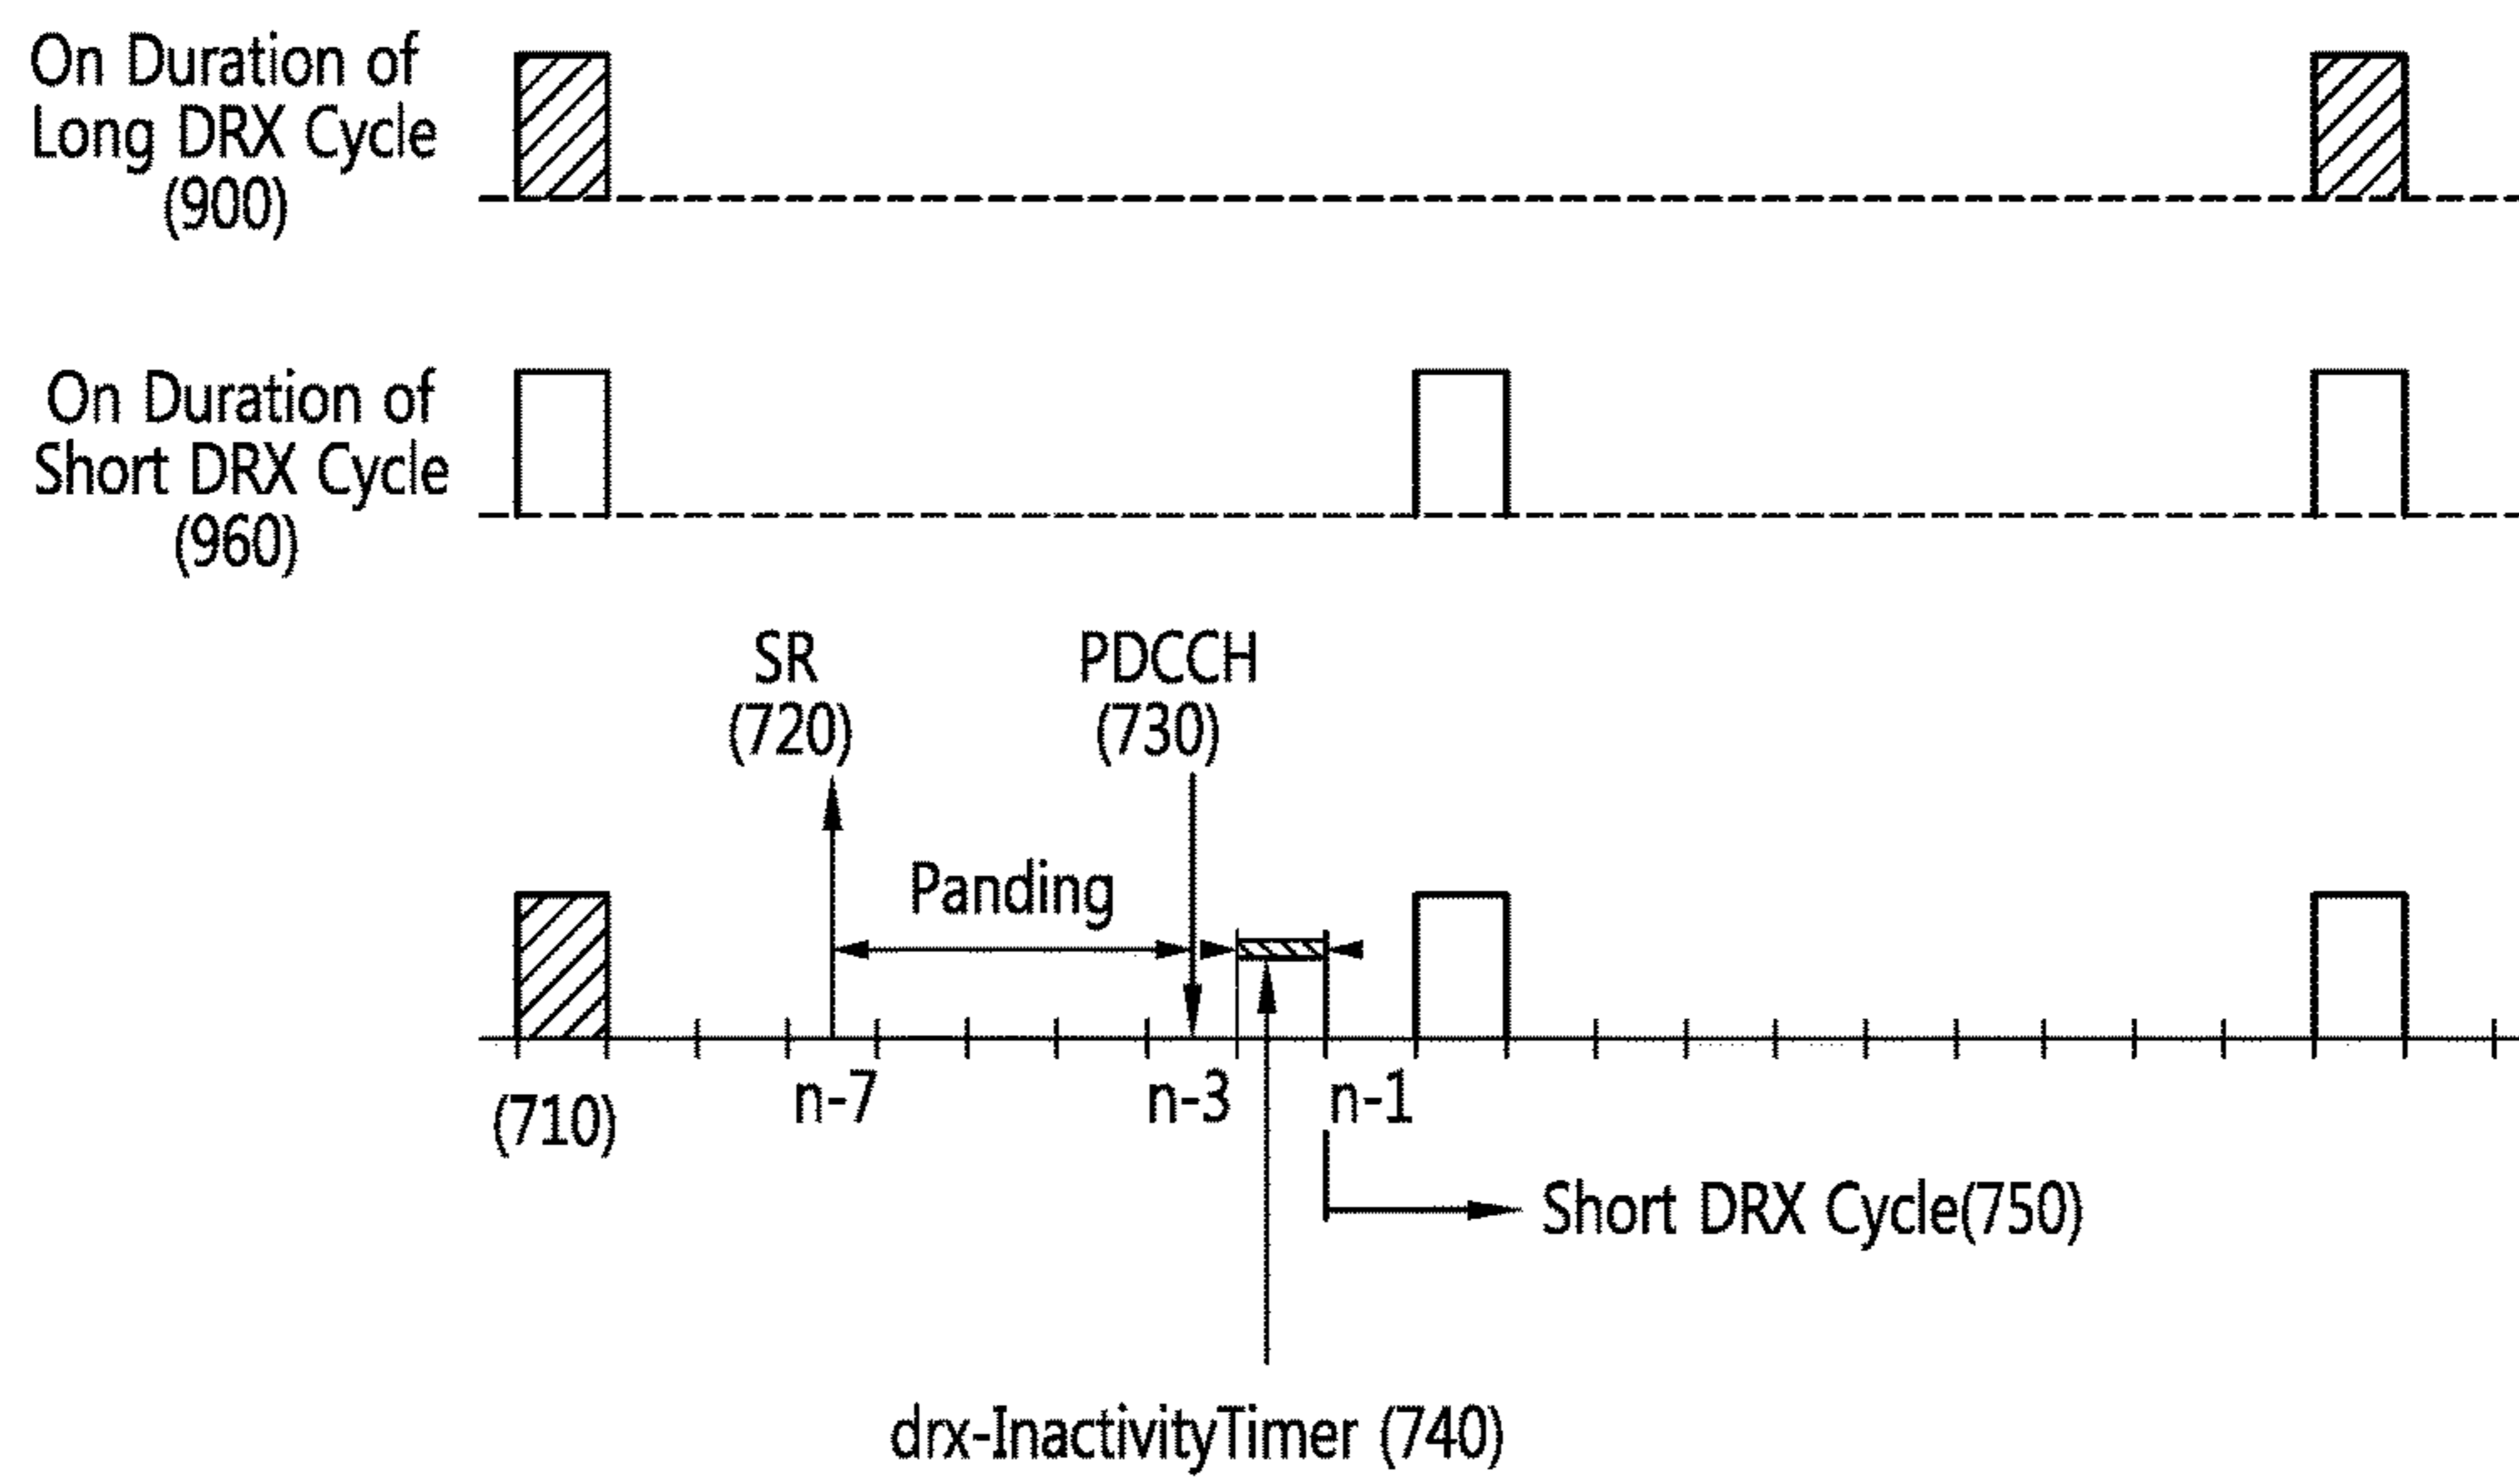 On Duration of
Long DRX Cycle
(900)
On Duration of
Short DRX Cycle
(960)
SR
(720)
PDCCH
(730)
Panding
(710)
n-7
n-3
n-1
Short DRX Cycle(750)
drx-InactivityTimer (740)